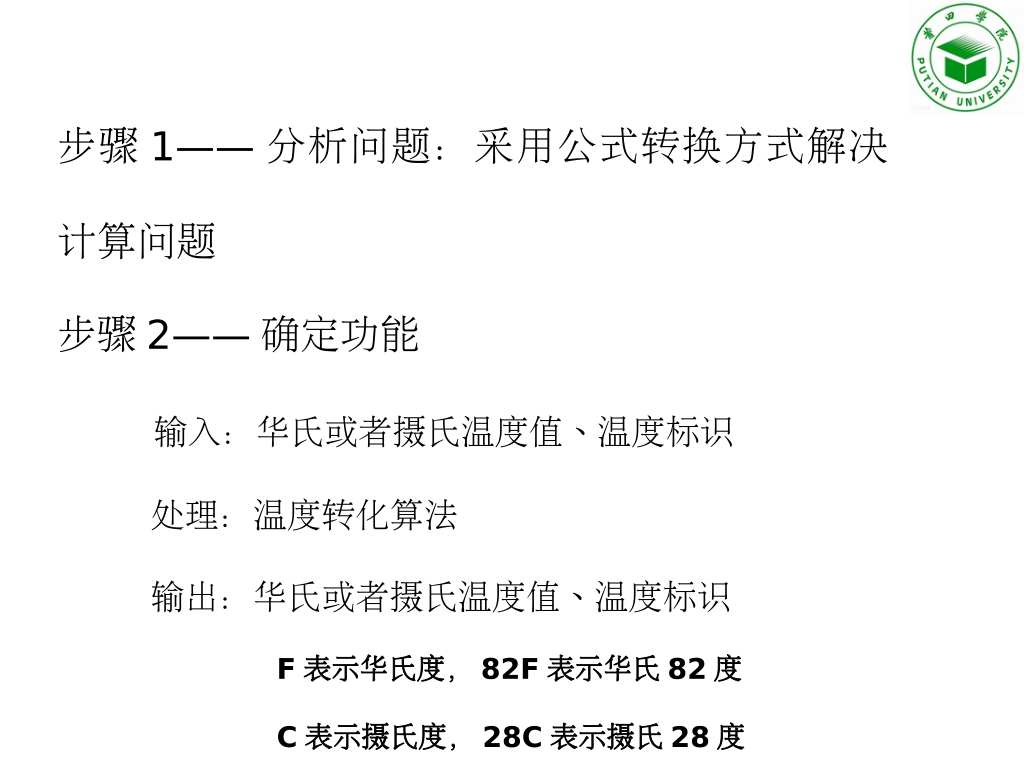 莆田学院
PUTIAN UNIVERSITY
步骤 1—— 分析问题：采用公式转换方式解决
计算问题
步骤 2—— 确定功能
输入：华氏或者摄氏温度值、温度标识
处理：温度转化算法
输出：华氏或者摄氏温度值、温度标识
F 表示华氏度，82F 表示华氏 82 度
C 表示摄氏度，28C 表示摄氏 28 度